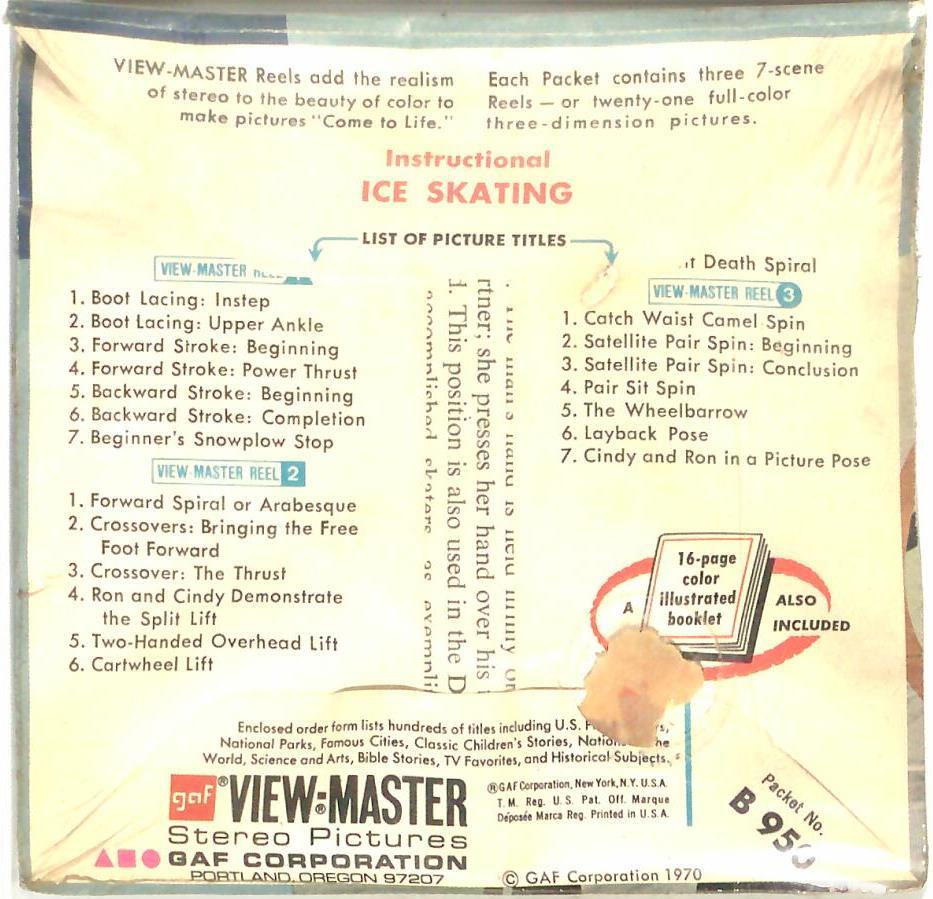 VIEW-MASTER Reels add the realism
of stereo to the beauty of color to
make pictures "Come to Life."
Each Packet contains three 7-scene
Reels — or twenty-one full-color
three-dimension pictures.
Instructional
ICE SKATING
LIST OF PICTURE TITLES
VIEW-MASTER
1. Boot Lacing: Instep
2. Boot Lacing: Upper Ankle
3. Forward Stroke: Beginning
4. Forward Stroke: Power Thrust
5. Backward Stroke: Beginning
6. Backward Stroke: Completion
7. Beginner's Snowplow Stop
VIEW-MASTER REEL 2
1. Forward Spiral or Arabesque
2. Crossovers: Bringing the Free
Foot Forward
3. Crossover: The Thrust
4. Ron and Cindy Demonstrate
the Split Lift
5. Two-Handed Overhead Lift
6. Cartwheel Lift
rtner; she presses her hand over his
d. This position is also used in the D
accomplished skaters as
Death Spiral
VIEW-MASTER REEL 3
1. Catch Waist Camel Spin
2. Satellite Pair Spin: Beginning
3. Satellite Pair Spin: Conclusion
4. Pair Sit Spin
5. The Wheelbarrow
6. Layback Pose
7. Cindy and Ron in a Picture Pose
A
16-page
color
illustrated
booklet
ALSO
INCLUDED
Enclosed order form lists hundreds of titles including U.S.
National Parks, Famous Cities, Classic Children's Stories,
World, Science and Arts, Bible Stories, TV Favorites, and Historical Subjects.
gaf ®VIEW-MASTER
Stereo Pictures
GAF CORPORATION
PORTLAND, OREGON 97207
®GAF Corporation, New York, N.Y. U.S.A.
T. M. Reg. U. S. Pat. Off. Marque
Déposée Marca Reg. Printed in U. S. A.
© GAF Corporation 1970
Packet No.
B 950